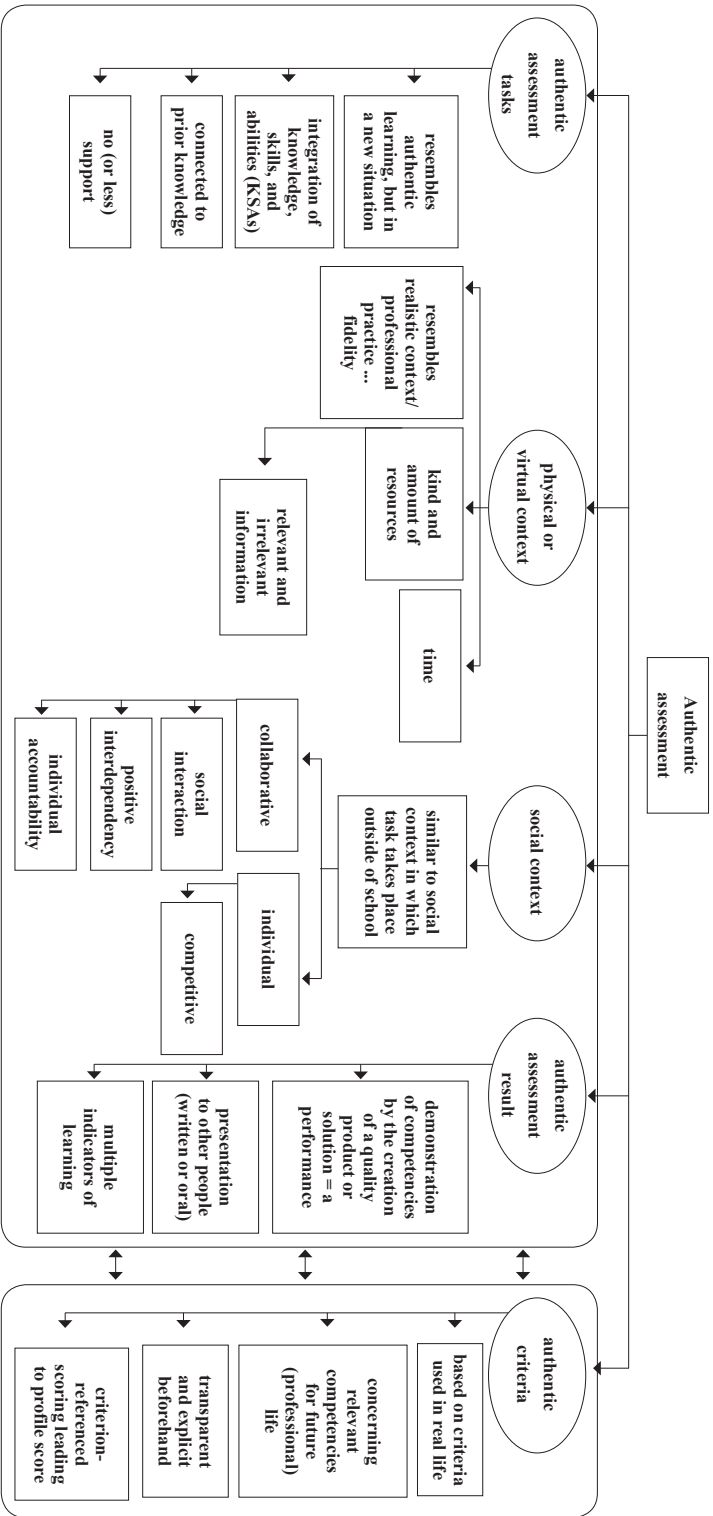 Authentic
assessment
authentic
assessment
tasks
resembles
authentic
learning, but in
a new situation
integration of
knowledge,
skills, and
abilities (KSAs)
connected to
prior knowledge
no (or less)
support
physical or
virtual context
resembles
realistic context/
professional
practice ...
fidelity
kind and
amount of
resources
relevant and
irrelevant
information
time
social context
similar to social
context in which
task takes place
outside of school
collaborative
social
interaction
positive
interdependency
individual
accountability
individual
competitive
authentic
assessment
result
demonstration
of competencies
by the creation
of a quality
product or
solution = a
performance
presentation
to other people
(written or oral)
multiple
indicators of
learning
authentic
criteria
based on criteria
used in real life
concerning
relevant
competencies
for future
(professional)
life
transparent
and explicit
beforehand
criterion-
referenced
scoring leading
to profile score